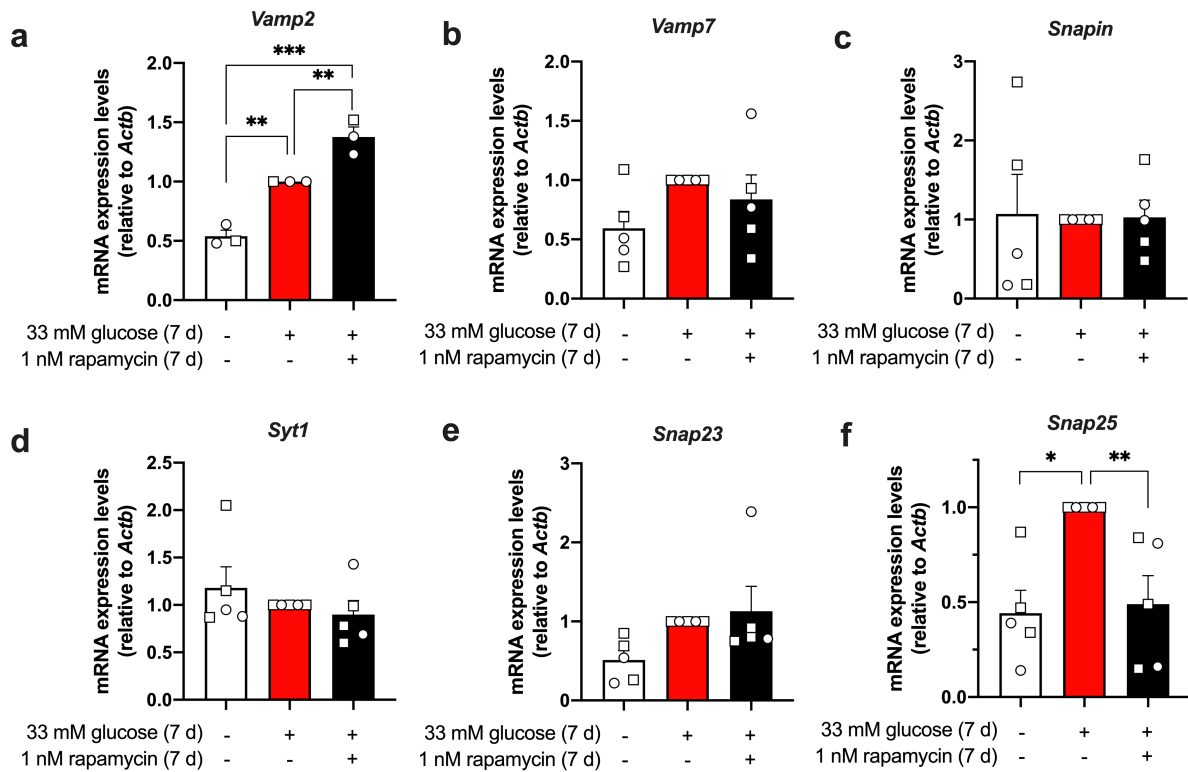 a
Vamp2
mRNA expression levels
(relative to Actb)
2.0
1.5
1.0
0.5
0.0
***
**
**
33 mM glucose (7 d) - + +
1 nM rapamycin (7 d) - - +
b
Vamp7
mRNA expression levels
(relative to Actb)
2.0
1.5
1.0
0.5
0.0
33 mM glucose (7 d) - + +
1 nM rapamycin (7 d) - - +
c
Snapin
mRNA expression levels
(relative to Actb)
3
2
1
0
33 mM glucose (7 d) - + +
1 nM rapamycin (7 d) - - +
d
Syt1
mRNA expression levels
(relative to Actb)
2.5
2.0
1.5
1.0
0.5
0.0
33 mM glucose (7 d) - + +
1 nM rapamycin (7 d) - - +
e
Snap23
mRNA expression levels
(relative to Actb)
3
2
1
0
33 mM glucose (7 d) - + +
1 nM rapamycin (7 d) - - +
f
Snap25
mRNA expression levels
(relative to Actb)
1.0
0.5
0.0
* **
33 mM glucose (7 d) - + +
1 nM rapamycin (7 d) - - +